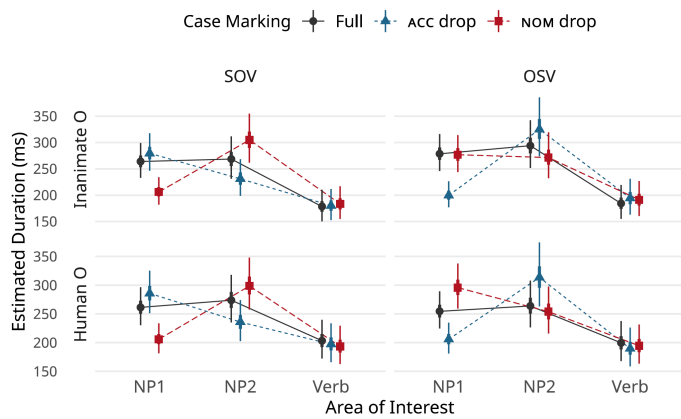 Case Marking Full ACC drop NOM drop
SOV OSV
Estimated Duration (ms)
Inanimate O
350
300
250
200
150
Human O
350
300
250
200
150
NP1 NP2 Verb NP1 NP2 Verb
Area of Interest